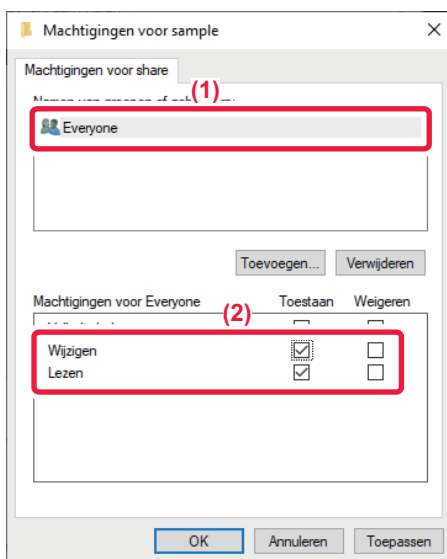 Machtigingen voor sample
Machtigingen voor share
(1)
Everyone
Toevoegen... Verwijderen
Machtigingen voor Everyone Toestaan Weigeren
(2)
Wijzigen
Lezen
OK Annuleren Toepassen